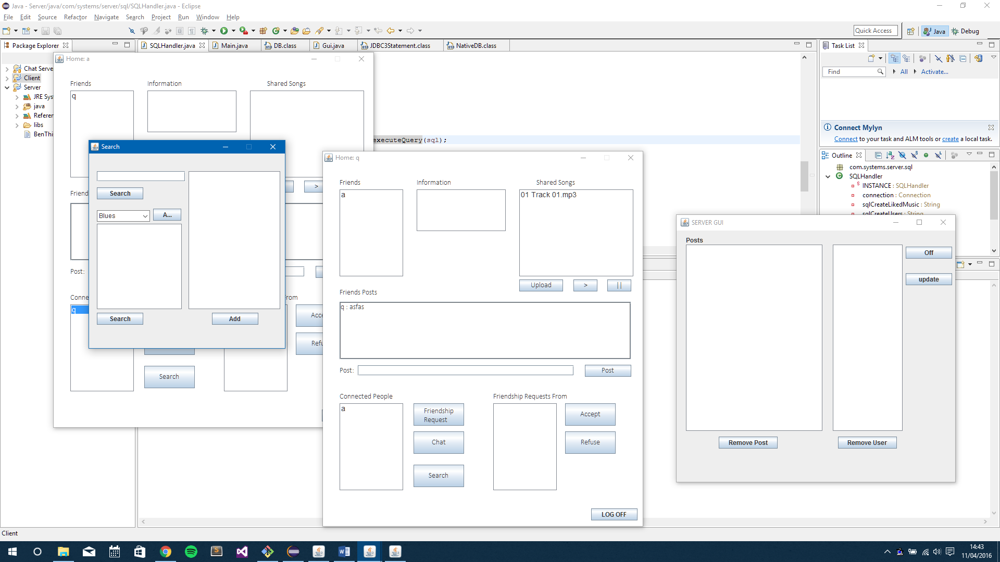 Java - Server/java/com/systems/server/sql/SQLHandler.java - Eclipse
File Edit Source Refactor Navigate Search Project Run Window Help
Quick Access
Java
Debug
Package Explorer
SQLHandler.java
Main.java
DB.class
Gui.java
JDBC3Statement.class
NativeDB.class
Task List
Find
All
Activate...
Connect Mylyn
Connect to your task and ALM tools or create a local task.
Outline
com.systems.server.sql
SQLHandler
INSTANCE : SQLHandler
connection : Connection
sqlCreateLikedMusic : String
sqlCreateUsers : String
Chat Serve
Client
Server
JRE Sys
java
Referen
libs
BenThi
executeQuery(sql);
Home: a
Friends
Information
Shared Songs
q
>
Friend
Post:
Conne
rom
q
Acce
Refu
Search
Search
Search
Blues
A...
Search
Add
Home: q
Friends
Information
Shared Songs
a
01 Track 01.mp3
Upload
>
||
Friends Posts
q : asfas
Post:
Post
Connected People
Friendship Requests From
a
Friendship
Request
Accept
Chat
Refuse
Search
LOG OFF
SERVER GUI
Posts
Off
update
Remove Post
Remove User
Client
14:43
11/04/2016